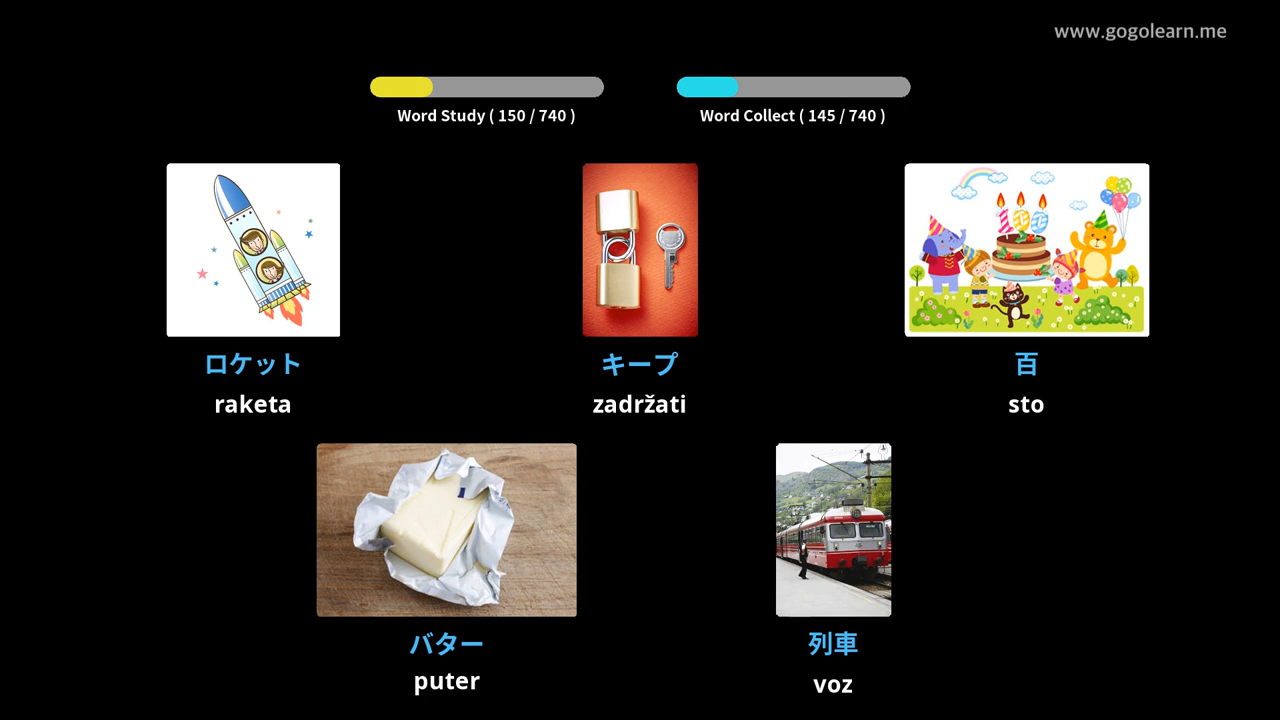 www.gogolearn.me
Word Study ( 150 / 740 )
Word Collect ( 145 / 740 )
100
ロケット
キープ
百
raketa
zadržati
sto
バター
列車
puter
voz